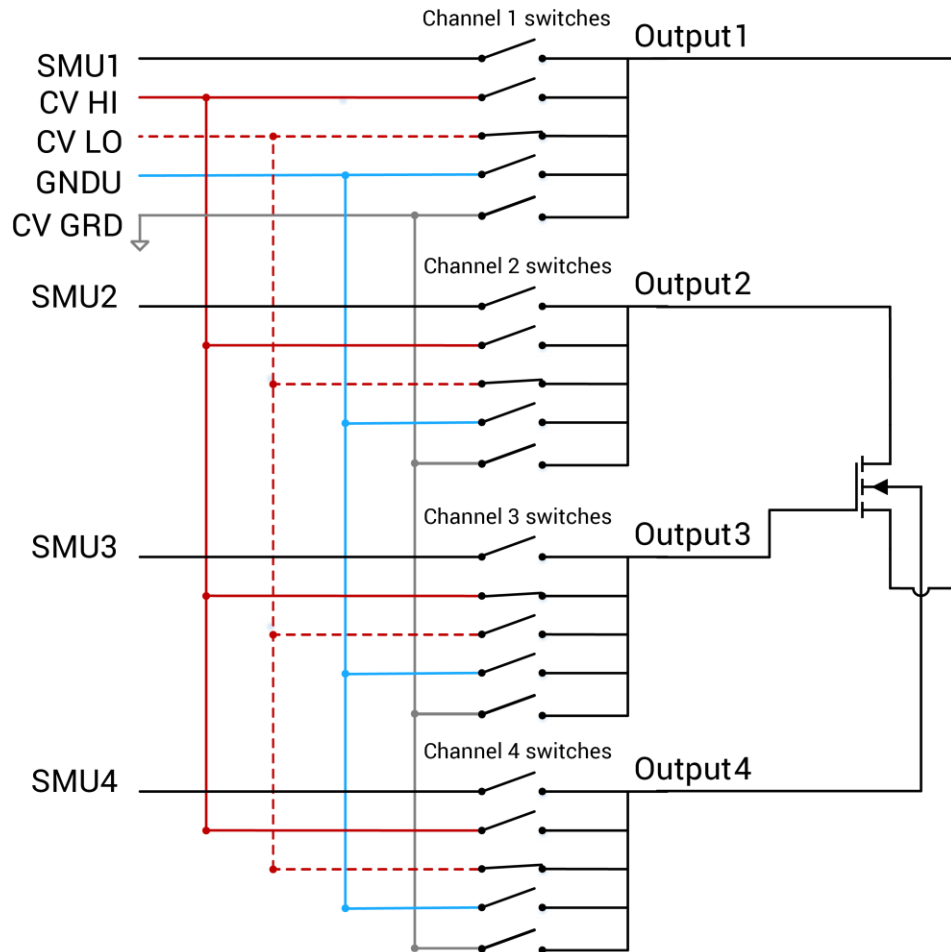 Channel 1 switches
Output1
SMU1
CV HI
CV LO
GNDU
CV GRD
Channel 2 switches
Output2
SMU2
Channel 3 switches
Output3
SMU3
Channel 4 switches
Output4
SMU4